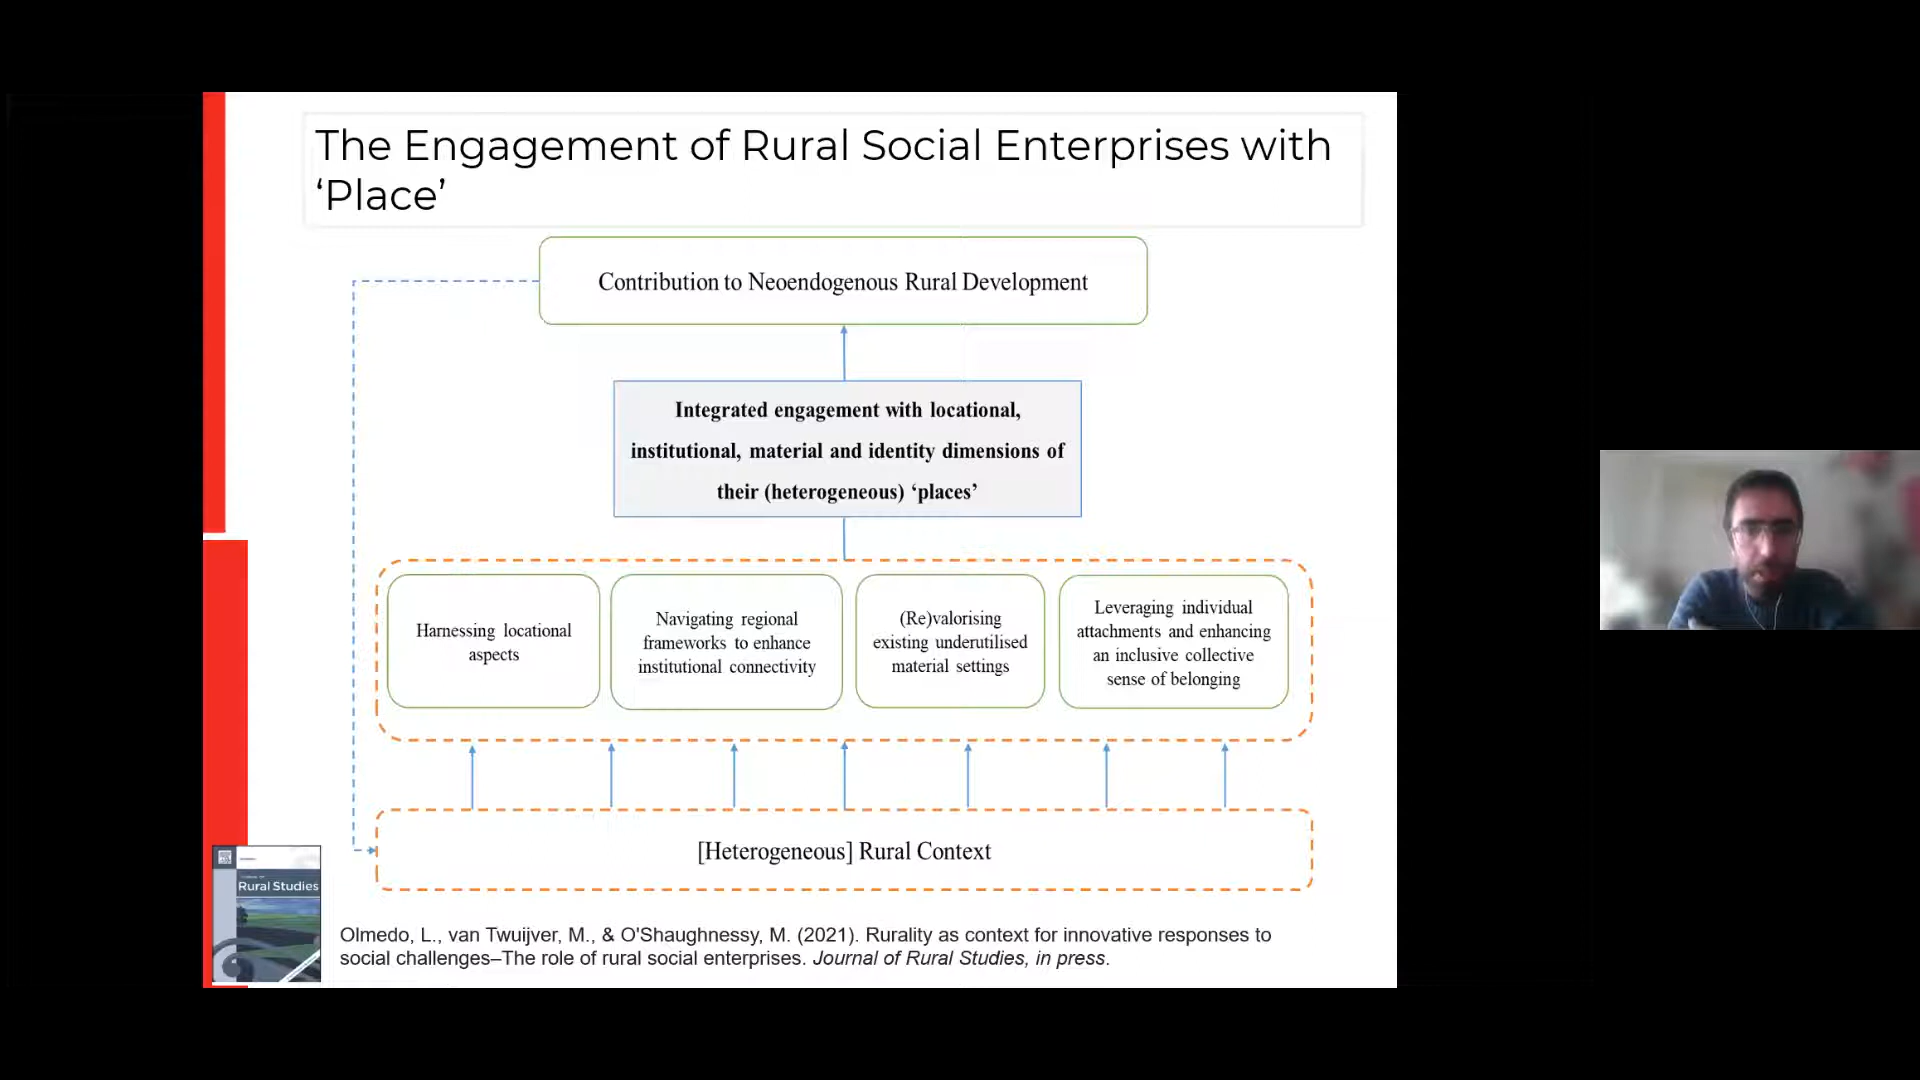 The Engagement of Rural Social Enterprises with
‘Place’
Contribution to Neoendogenous Rural Development
Integrated engagement with locational,
institutional, material and identity dimensions of
their (heterogeneous) ‘places’
Harnessing locational
aspects
Navigating regional
frameworks to enhance
institutional connectivity
(Re)valorising
existing underutilised
material settings
Leveraging individual
attachments and enhancing
an inclusive collective
sense of belonging
[Heterogeneous] Rural Context
Rural Studies
Olmedo, L., van Twuijver, M., & O'Shaughnessy, M. (2021). Rurality as context for innovative responses to
social challenges–The role of rural social enterprises. Journal of Rural Studies, in press.